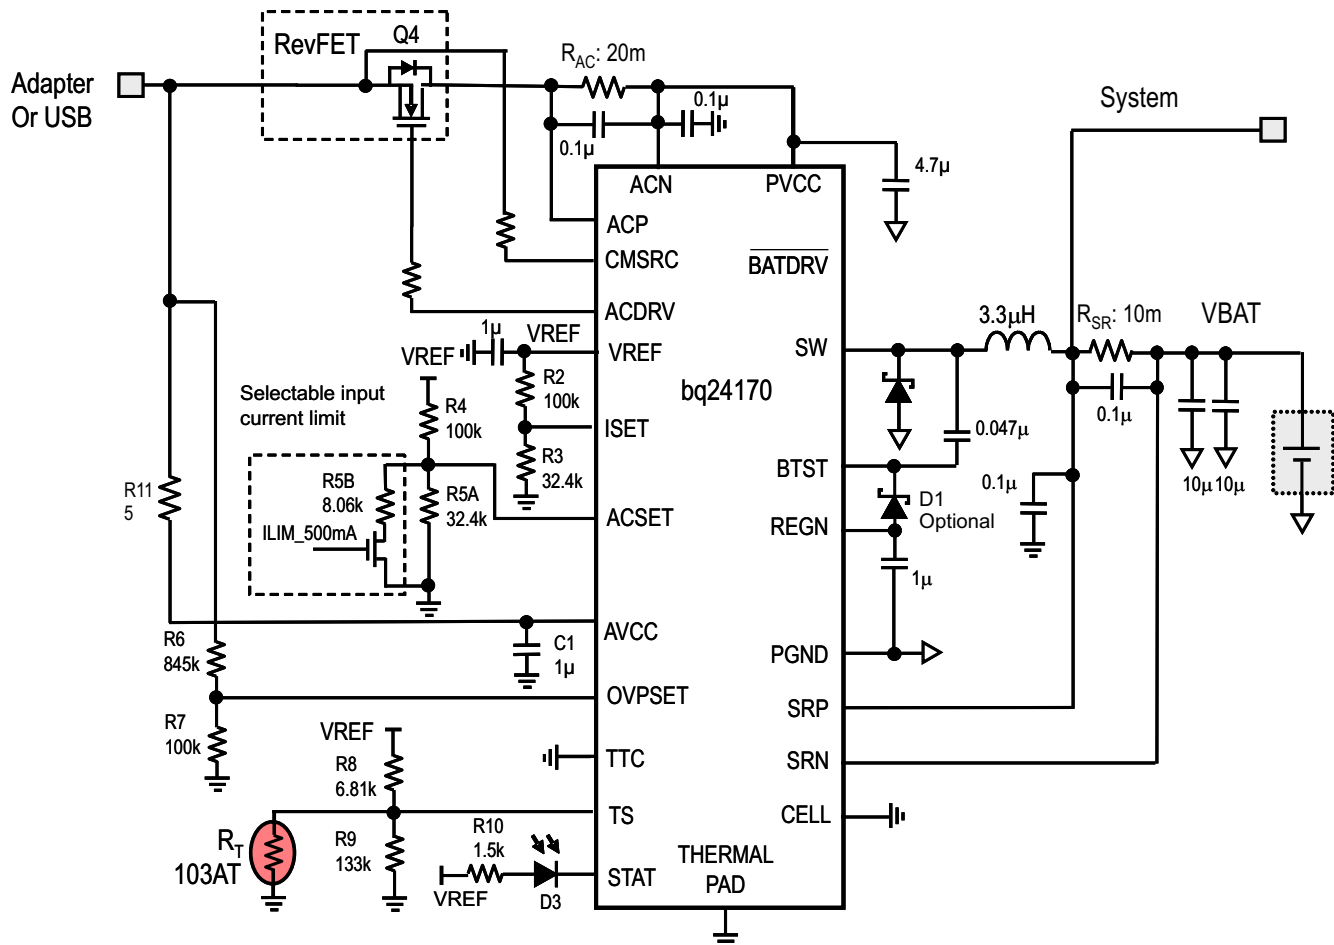 RevFET
Q4
R_AC: 20m
Adapter
Or USB
0.1µ
0.1µ
System
4.7µ
ACN
PVCC
ACP
CMSRC
BATDRV
ACDRV
1µ
VREF
VREF
VREF
SW
3.3µH
R_SR: 10m
VBAT
Selectable input
current limit
R4
100k
R2
100k
bq24170
ISET
0.1µ
0.047µ
R3
32.4k
BTST
0.1µ
10µ
10µ
R11
5
R5B
8.06k
R5A
32.4k
ILIM_500mA
ACSET
REGN
D1
Optional
1µ
R6
845k
AVCC
C1
1µ
PGND
OVPSET
SRP
R7
100k
VREF
TTC
SRN
R8
6.81k
TS
CELL
R_T
103AT
R9
133k
R10
1.5k
VREF
D3
STAT
THERMAL
PAD